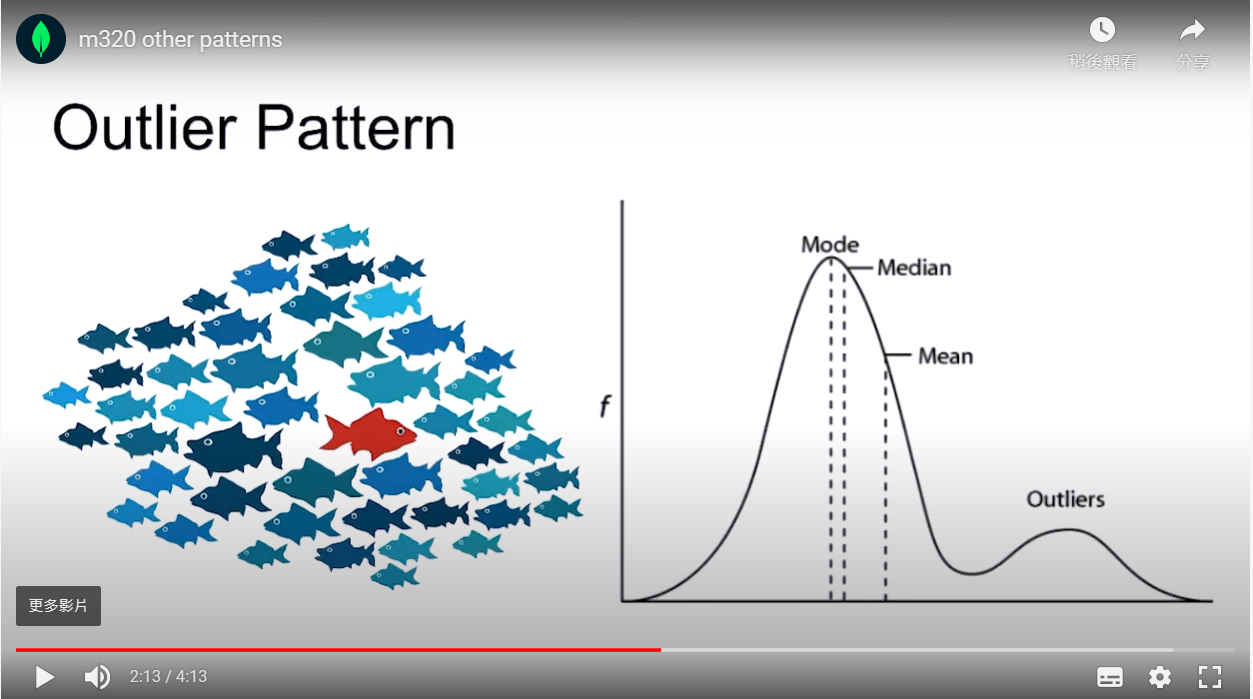 m320 other patterns
稍後觀看
分享
Outlier Pattern
Mode
Median
Mean
f
Outliers
更多影片
2:13 / 4:13